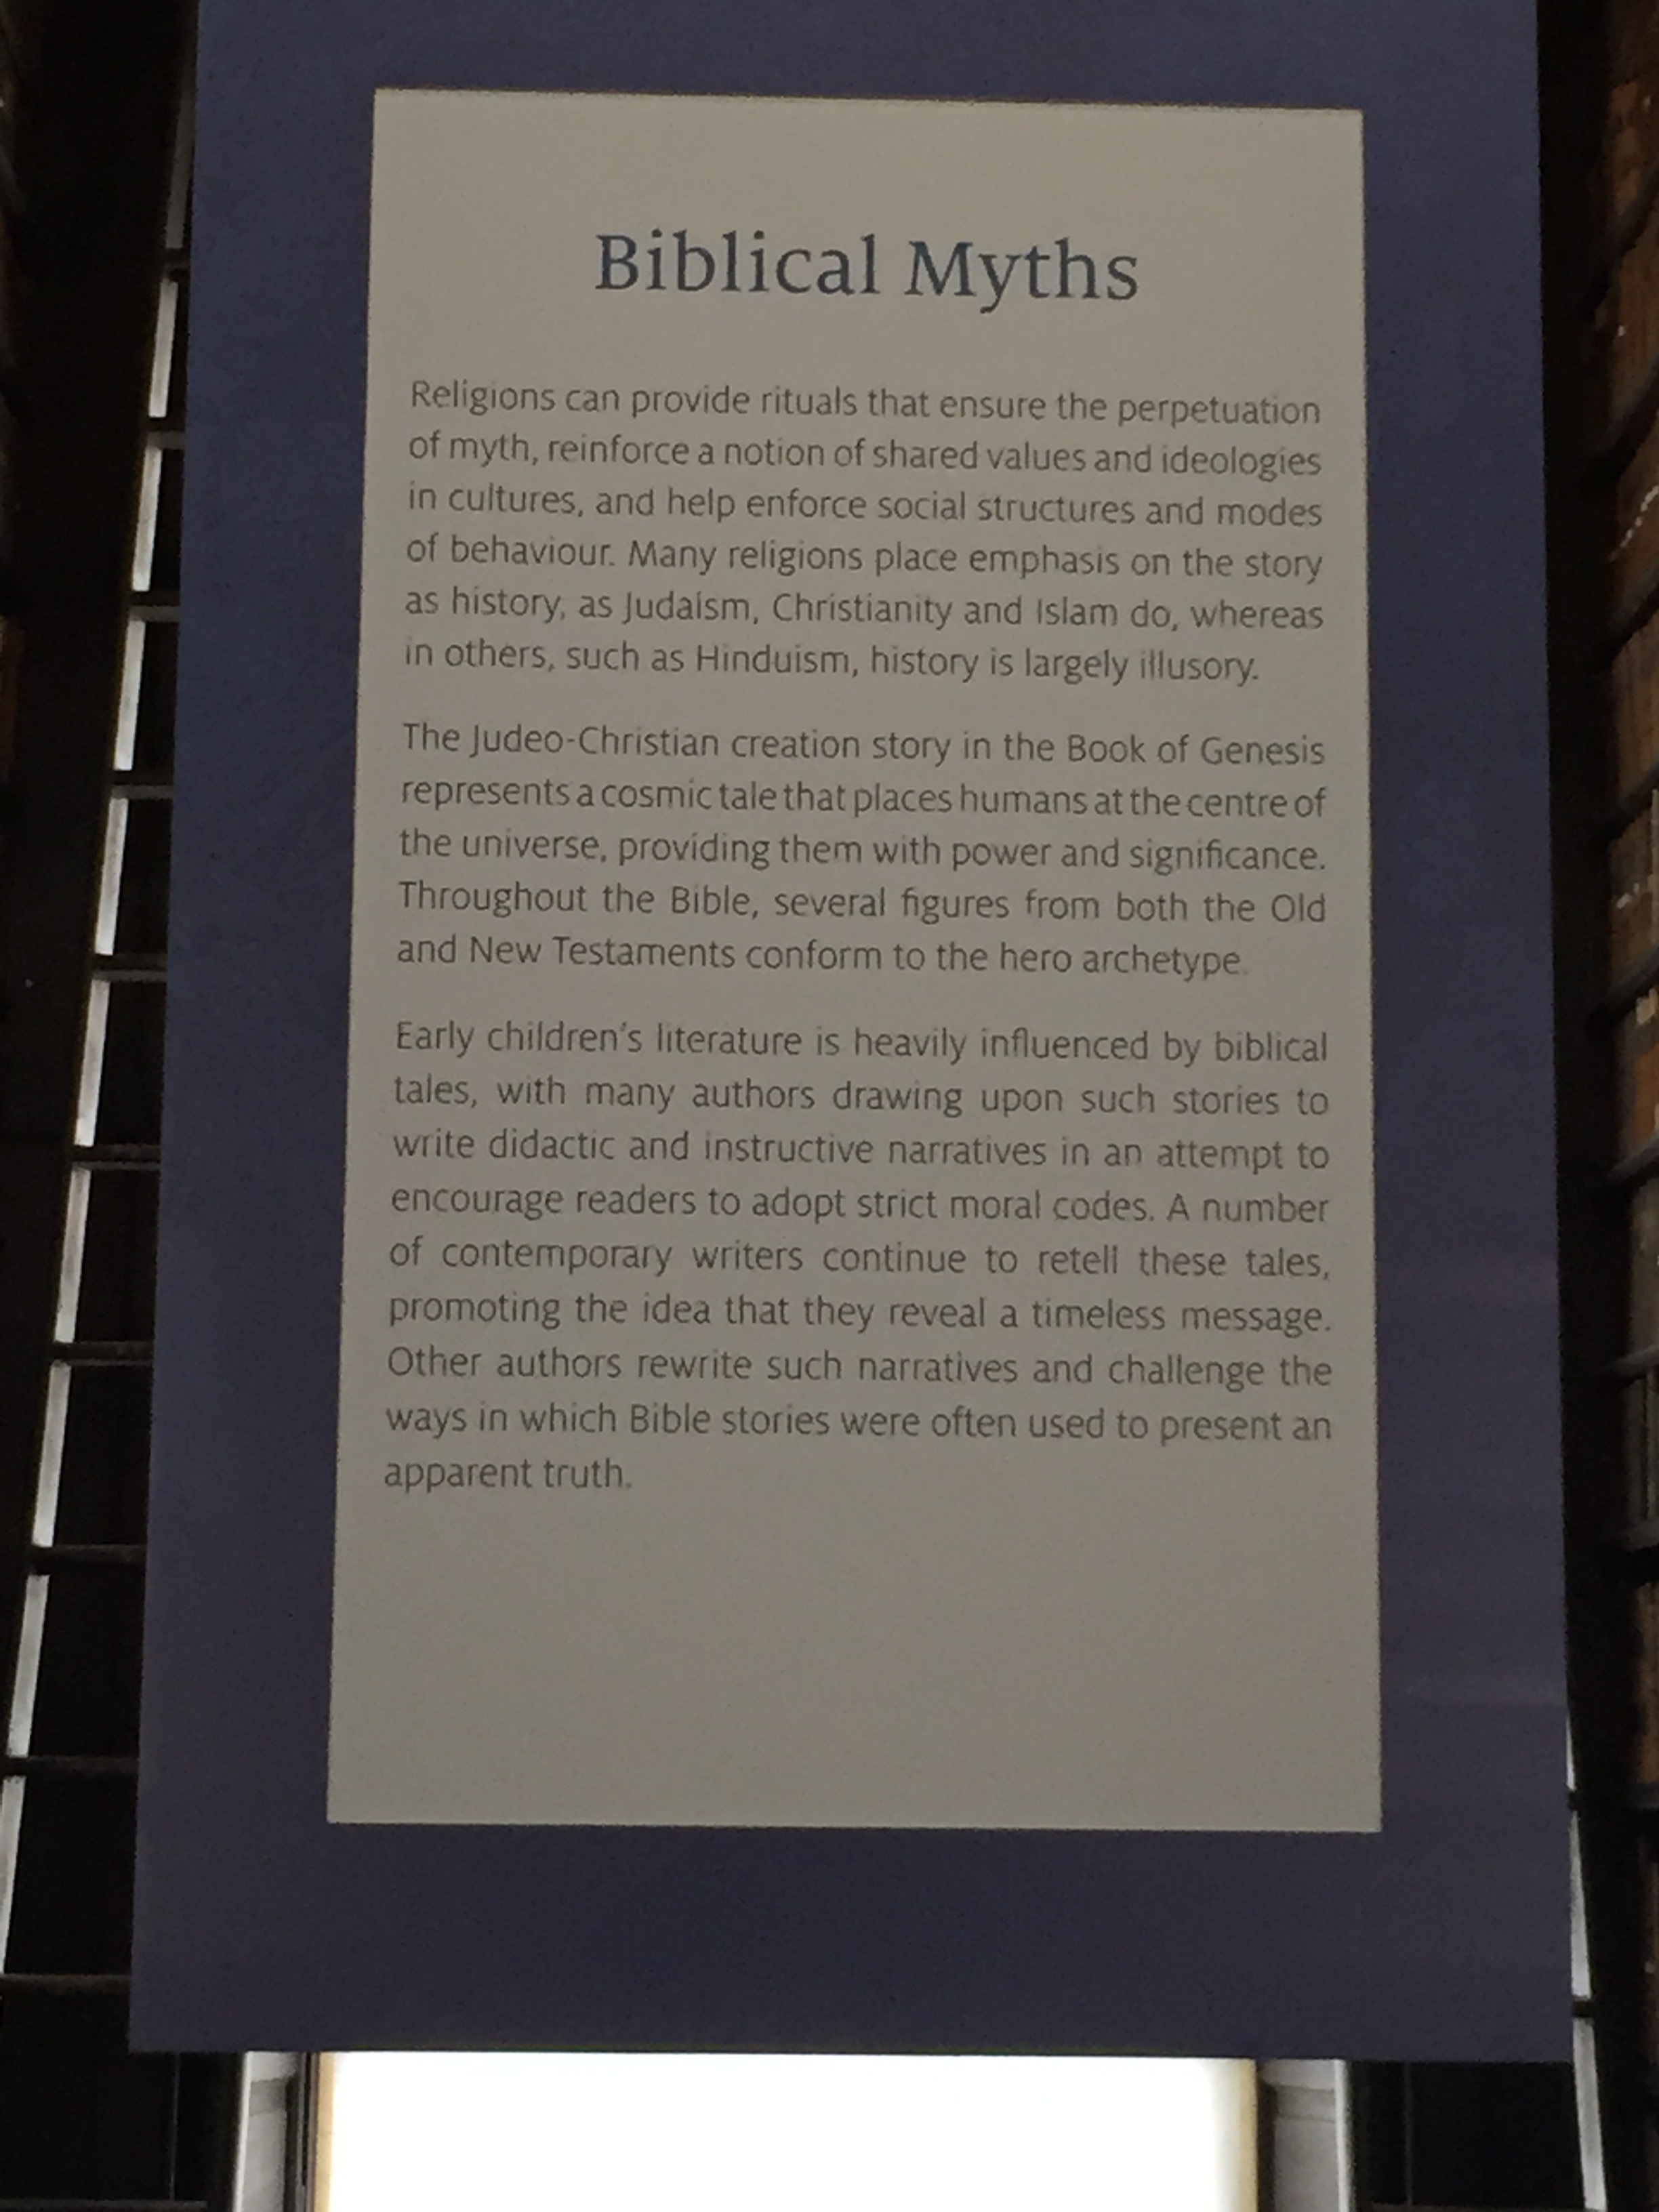 Biblical Myths
Religions can provide rituals that ensure the perpetuation
of myth, reinforce a notion of shared values and ideologies
in cultures, and help enforce social structures and modes
of behaviour. Many religions place emphasis on the story
as history, as Judaism, Christianity and Islam do, whereas
in others, such as Hinduism, history is largely illusory.
The Judeo-Christian creation story in the Book of Genesis
represents a cosmic tale that places humans at the centre of
the universe, providing them with power and significance.
Throughout the Bible, several figures from both the Old
and New Testaments conform to the hero archetype.
Early children's literature is heavily influenced by biblical
tales, with many authors drawing upon such stories to
write didactic and instructive narratives in an attempt to
encourage readers to adopt strict moral codes. A number
of contemporary writers continue to retell these tales,
promoting the idea that they reveal a timeless message.
Other authors rewrite such narratives and challenge the
ways in which Bible stories were often used to present an
apparent truth.